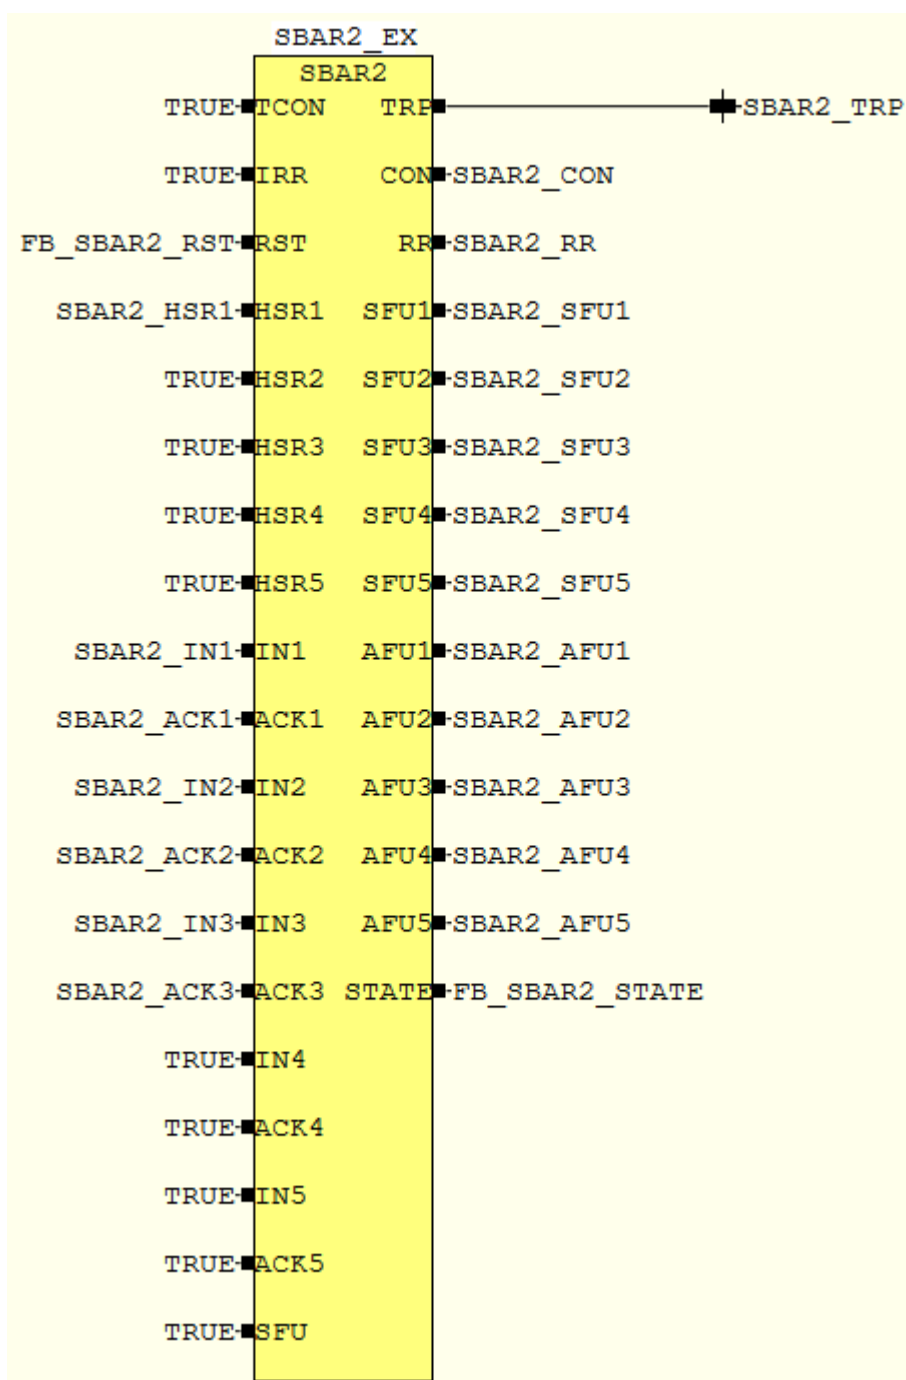 SBAR2_EX
SBAR2
TRUE TCON TRP SBAR2_TRP
TRUE IRR CON SBAR2_CON
FB_SBAR2_RST RST RR SBAR2_RR
SBAR2_HSR1 HSR1 SFU1 SBAR2_SFU1
TRUE HSR2 SFU2 SBAR2_SFU2
TRUE HSR3 SFU3 SBAR2_SFU3
TRUE HSR4 SFU4 SBAR2_SFU4
TRUE HSR5 SFU5 SBAR2_SFU5
SBAR2_IN1 IN1 AFU1 SBAR2_AFU1
SBAR2_ACK1 ACK1 AFU2 SBAR2_AFU2
SBAR2_IN2 IN2 AFU3 SBAR2_AFU3
SBAR2_ACK2 ACK2 AFU4 SBAR2_AFU4
SBAR2_IN3 IN3 AFU5 SBAR2_AFU5
SBAR2_ACK3 ACK3 STATE FB_SBAR2_STATE
TRUE IN4
TRUE ACK4
TRUE IN5
TRUE ACK5
TRUE SFU